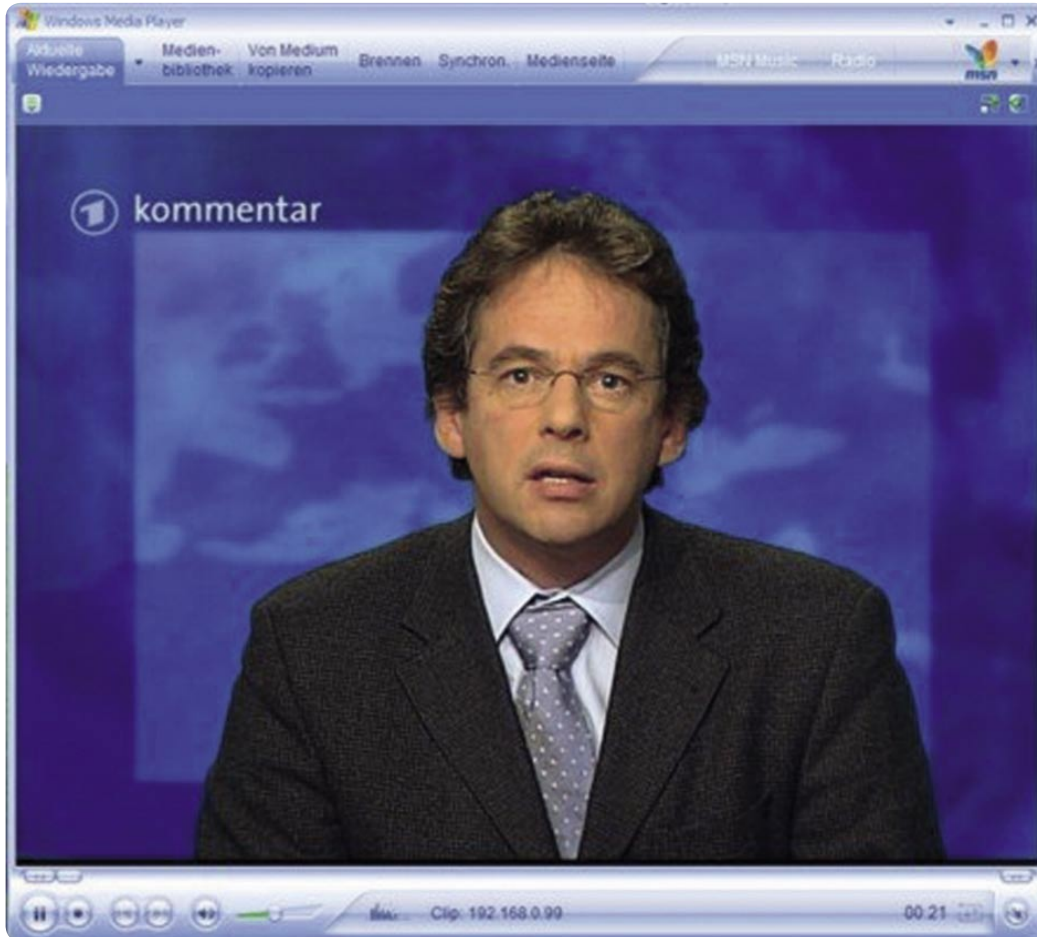 Windows Media Player
Aktuelle
Wiedergabe
Medien-
bibliothek
Von Medium
kopieren
Brennen
Synchron.
Medienseite
MSN Music
Radio
msn
kommentar
Clip: 192.168.0.99
00:21